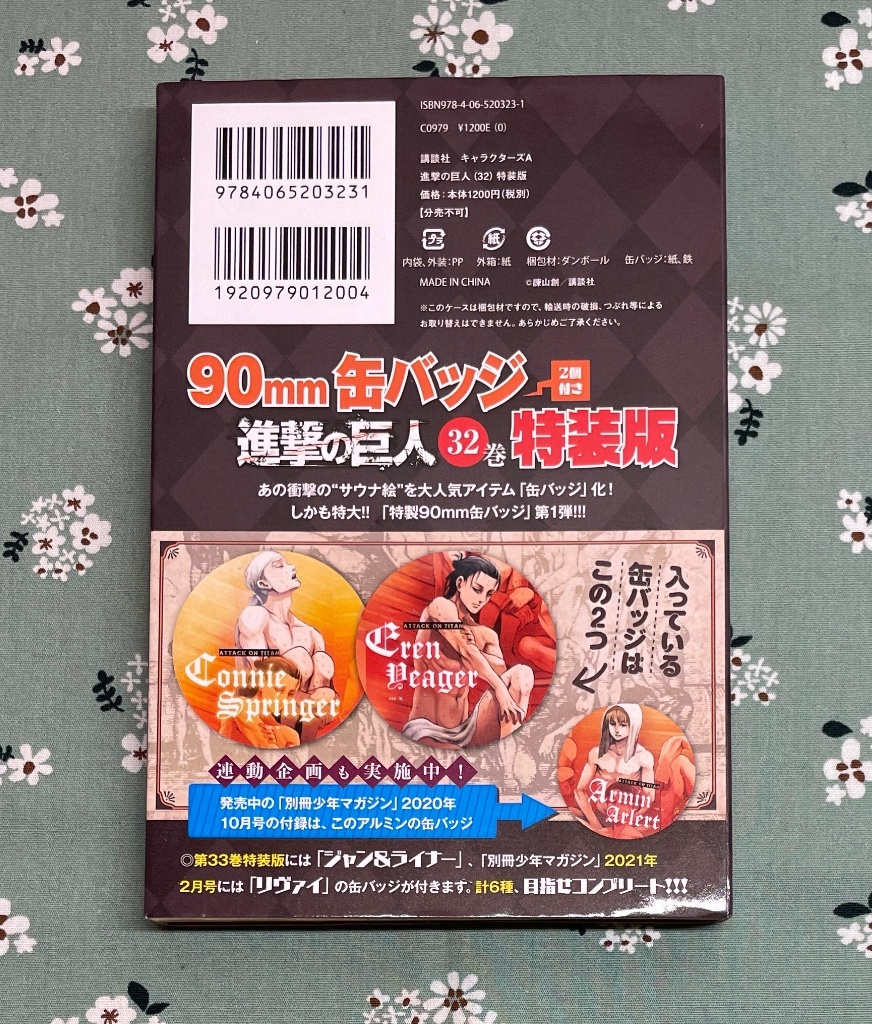 ISBN978-4-06-520323-1
C0979 ¥1200E (0)
9784065203231
1920979012004
講談社 キャラクターズA
進撃の巨人 (32) 特装版
価格:本体1200円(税別)
【分売不可】
プラ 紙
内袋、外装:PP 外箱:紙 梱包材:ダンボール 缶バッジ:紙、鉄
MADE IN CHINA ©諫山創/講談社
※このケースは梱包材ですので、輸送時の破損、つぶれ等による
お取り替えはできません。あらかじめご了承ください。
90mm 缶バッジ 2個付き
進撃の巨人 32巻 特装版
あの衝撃の“サウナ絵”を大人気アイテム「缶バッジ」化!
しかも特大!! 「特製90mm缶バッジ」第1弾!!!
入っている
缶バッジは
この2つ
ATTACK ON TITAN
Connie
Springer
ATTACK ON TITAN
Eren
Yeager
ATTACK ON TITAN
Armin
Arlert
連動企画も実施中!
発売中の「別冊少年マガジン」2020年
10月号の付録は、このアルミンの缶バッジ
◎第33巻特装版には「ジャン&ライナー」、「別冊少年マガジン」2021年
2月号には「リヴァイ」の缶バッジが付きます。計6種、目指せコンプリート!!!